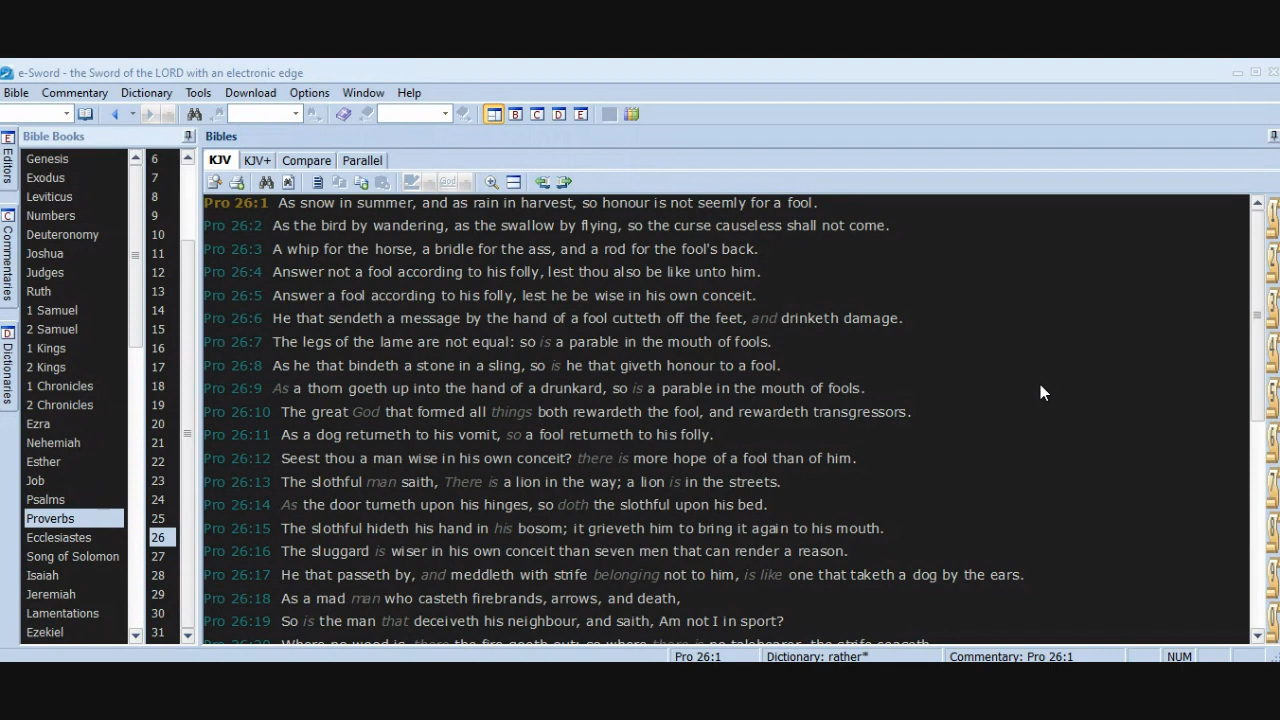 e-Sword - the Sword of the LORD with an electronic edge
Bible Commentary Dictionary Tools Download Options Window Help
B C D E
Bible Books
Bibles
E Editors
C Commentaries
D Dictionaries
KJV KJV+ Compare Parallel
God
Genesis
Exodus
Leviticus
Numbers
Deuteronomy
Joshua
Judges
Ruth
1 Samuel
2 Samuel
1 Kings
2 Kings
1 Chronicles
2 Chronicles
Ezra
Nehemiah
Esther
Job
Psalms
Proverbs
Ecclesiastes
Song of Solomon
Isaiah
Jeremiah
Lamentations
Ezekiel
6
7
8
9
10
11
12
13
14
15
16
17
18
19
20
21
22
23
24
25
26
27
28
29
30
31
Pro 26:1 As snow in summer, and as rain in harvest, so honour is not seemly for a fool.
Pro 26:2 As the bird by wandering, as the swallow by flying, so the curse causeless shall not come.
Pro 26:3 A whip for the horse, a bridle for the ass, and a rod for the fool's back.
Pro 26:4 Answer not a fool according to his folly, lest thou also be like unto him.
Pro 26:5 Answer a fool according to his folly, lest he be wise in his own conceit.
Pro 26:6 He that sendeth a message by the hand of a fool cutteth off the feet, and drinketh damage.
Pro 26:7 The legs of the lame are not equal: so is a parable in the mouth of fools.
Pro 26:8 As he that bindeth a stone in a sling, so is he that giveth honour to a fool.
Pro 26:9 As a thorn goeth up into the hand of a drunkard, so is a parable in the mouth of fools.
Pro 26:10 The great God that formed all things both rewardeth the fool, and rewardeth transgressors.
Pro 26:11 As a dog returneth to his vomit, so a fool returneth to his folly.
Pro 26:12 Seest thou a man wise in his own conceit? there is more hope of a fool than of him.
Pro 26:13 The slothful man saith, There is a lion in the way; a lion is in the streets.
Pro 26:14 As the door turneth upon his hinges, so doth the slothful upon his bed.
Pro 26:15 The slothful hideth his hand in his bosom; it grieveth him to bring it again to his mouth.
Pro 26:16 The sluggard is wiser in his own conceit than seven men that can render a reason.
Pro 26:17 He that passeth by, and meddleth with strife belonging not to him, is like one that taketh a dog by the ears.
Pro 26:18 As a mad man who casteth firebrands, arrows, and death,
Pro 26:19 So is the man that deceiveth his neighbour, and saith, Am not I in sport?
Pro 26:1 Dictionary: rather* Commentary: Pro 26:1 NUM